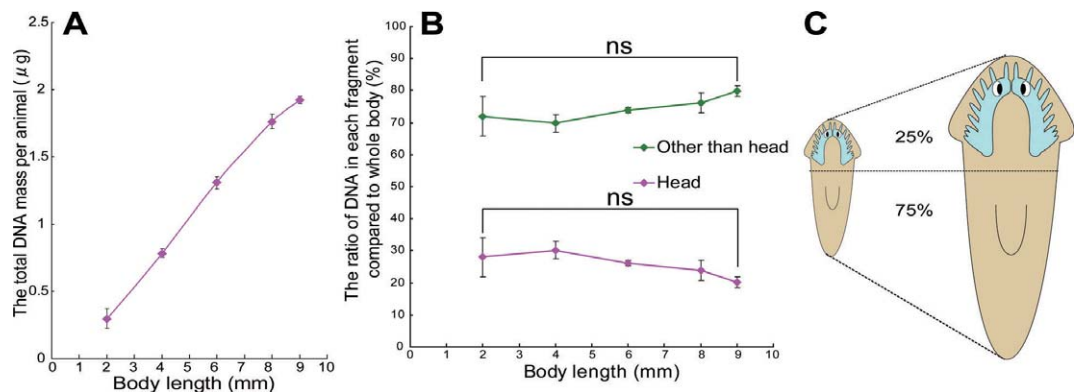 A
The total DNA mass per animal (μg)
2.5
2
1.5
1
0.5
0
0 1 2 3 4 5 6 7 8 9 10
Body length (mm)
B
The ratio of DNA in each fragment
compared to whole body (%)
100
90
80
70
60
50
40
30
20
10
0
ns
Other than head
Head
ns
0 1 2 3 4 5 6 7 8 9 10
Body length (mm)
C
25%
75%